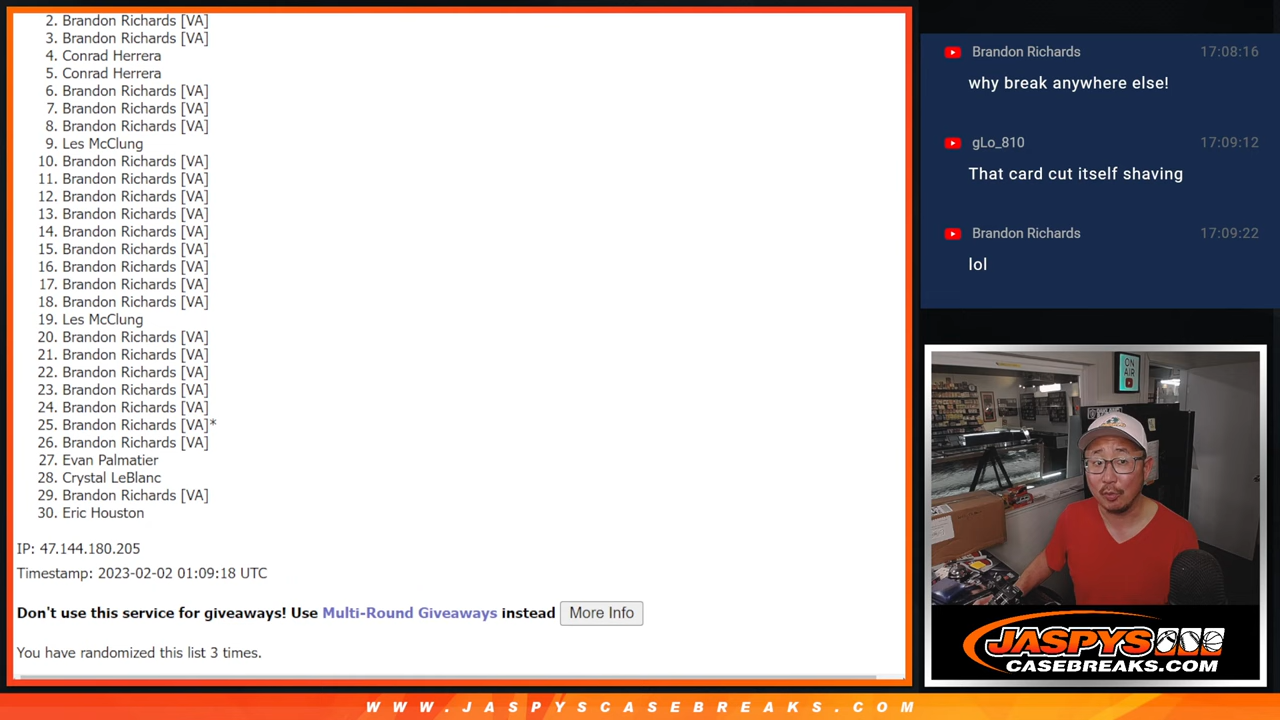 2. Brandon Richards [VA]
3. Brandon Richards [VA]
4. Conrad Herrera
5. Conrad Herrera
6. Brandon Richards [VA]
7. Brandon Richards [VA]
8. Brandon Richards [VA]
9. Les McClung
10. Brandon Richards [VA]
11. Brandon Richards [VA]
12. Brandon Richards [VA]
13. Brandon Richards [VA]
14. Brandon Richards [VA]
15. Brandon Richards [VA]
16. Brandon Richards [VA]
17. Brandon Richards [VA]
18. Brandon Richards [VA]
19. Les McClung
20. Brandon Richards [VA]
21. Brandon Richards [VA]
22. Brandon Richards [VA]
23. Brandon Richards [VA]
24. Brandon Richards [VA]
25. Brandon Richards [VA]*
26. Brandon Richards [VA]
27. Evan Palmatier
28. Crystal LeBlanc
29. Brandon Richards [VA]
30. Eric Houston
IP: 47.144.180.205
Timestamp: 2023-02-02 01:09:18 UTC
Don't use this service for giveaways! Use Multi-Round Giveaways instead More Info
You have randomized this list 3 times.
Brandon Richards 17:08:16
why break anywhere else!
gLo_810 17:09:12
That card cut itself shaving
Brandon Richards 17:09:22
lol
ON
AIR
JASPYS
CASEBREAKS.COM
WWW.JASPYSCASEBREAKS.COM